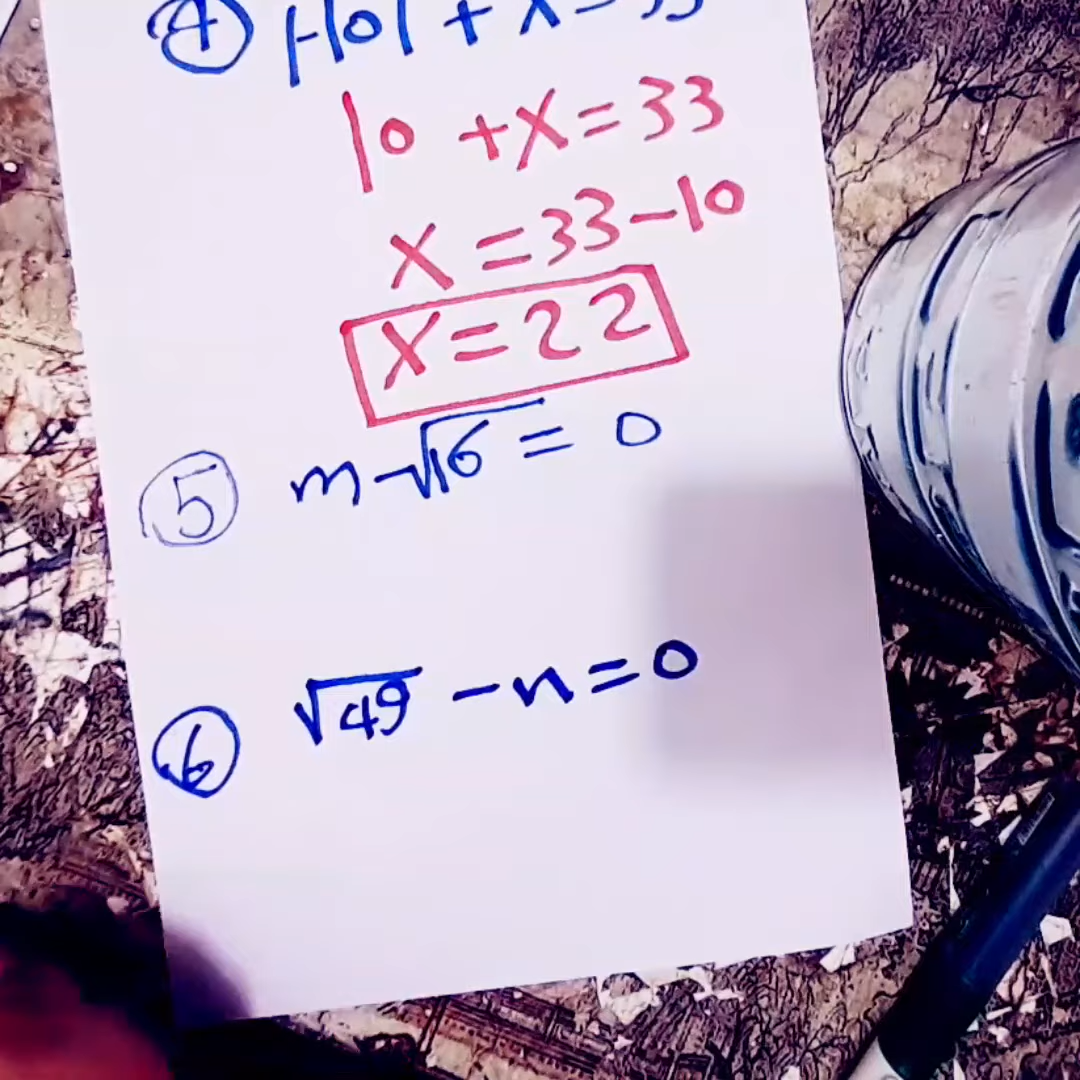 ④ |-10| + x = 33
10 + x = 33
x = 33 - 10
x = 22
⑤ m - √16 = 0
⑥ √49 - n = 0